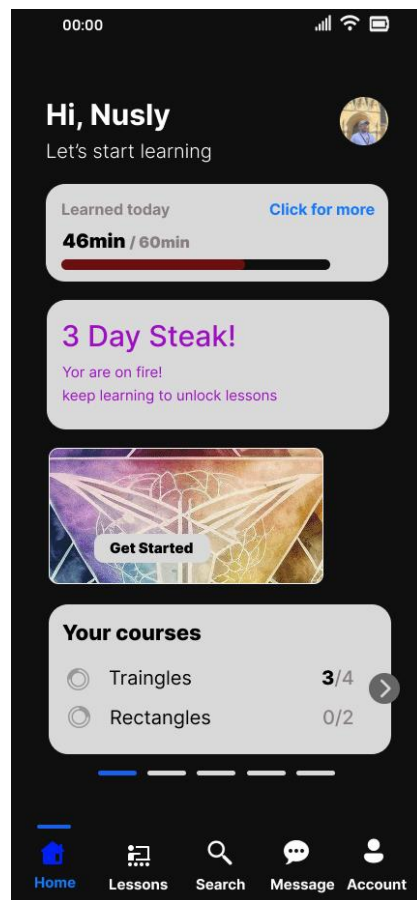 00:00
Hi, Nusly
Let's start learning
Learned today Click for more
46min / 60min
3 Day Steak!
Yor are on fire!
keep learning to unlock lessons
Get Started
Your courses
Traingles 3/4
Rectangles 0/2
Home Lessons Search Message Account